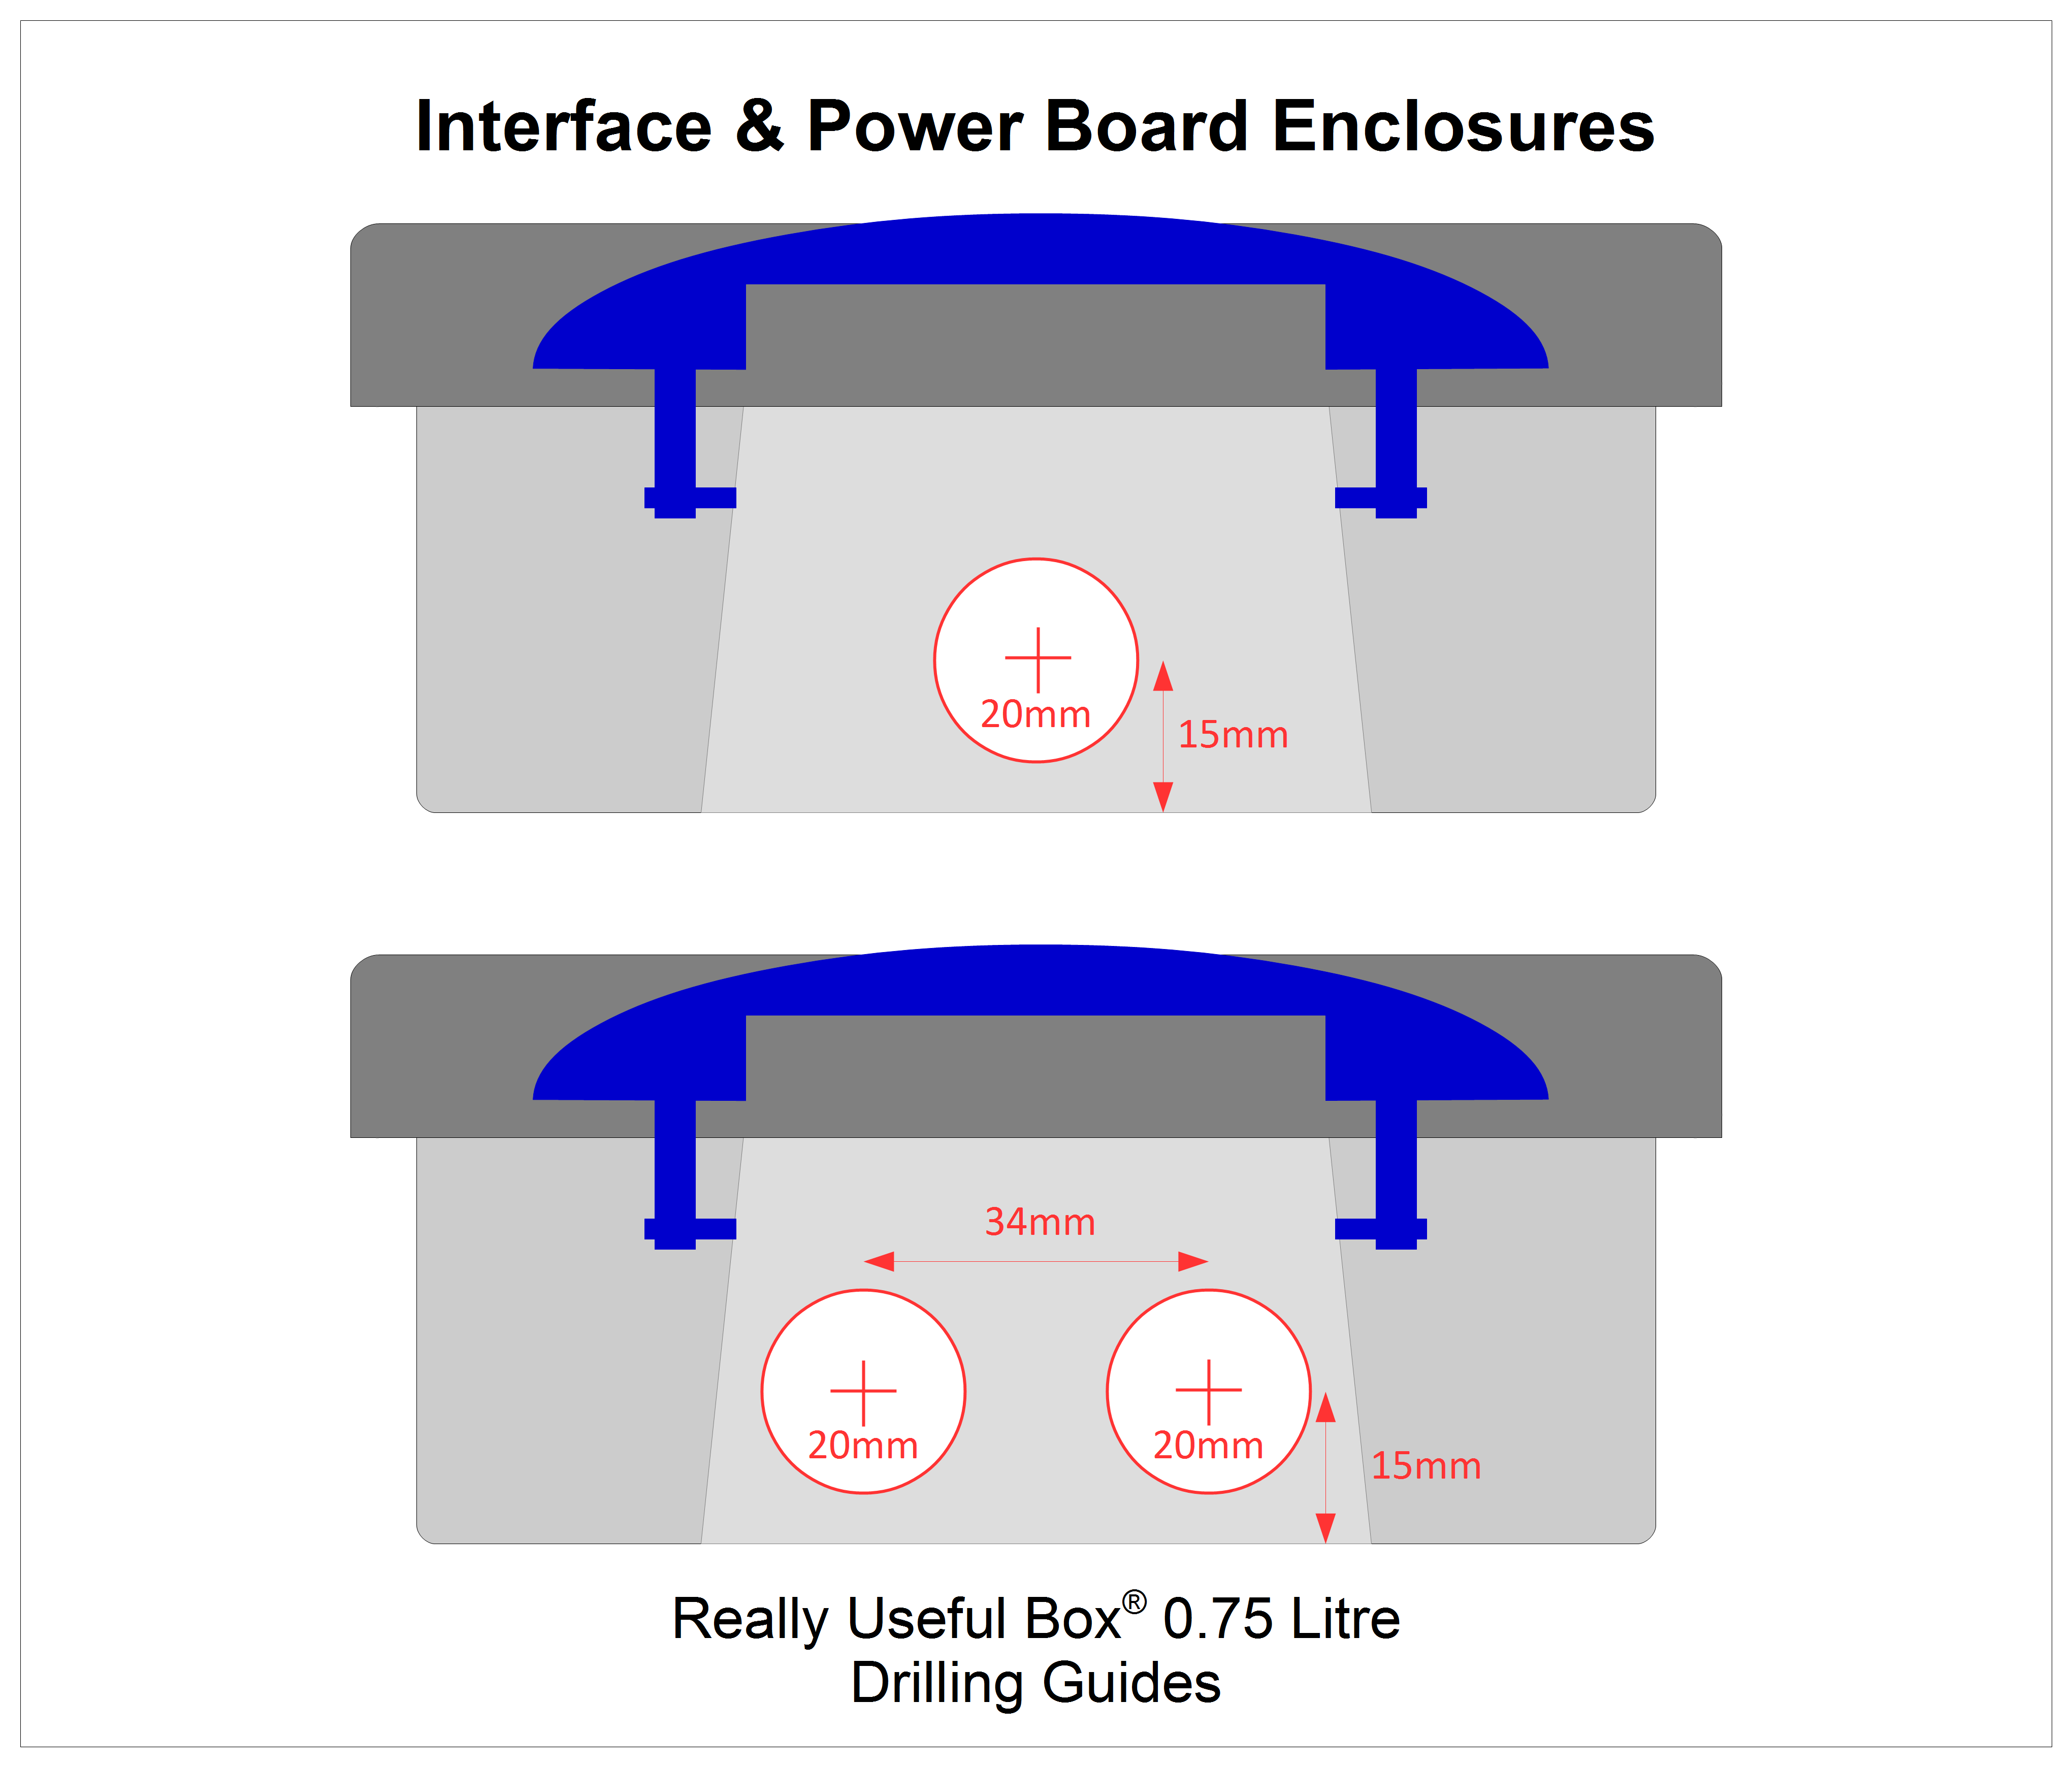 Interface & Power Board Enclosures
20mm
15mm
34mm
20mm
20mm
15mm
Really Useful Box® 0.75 Litre
Drilling Guides